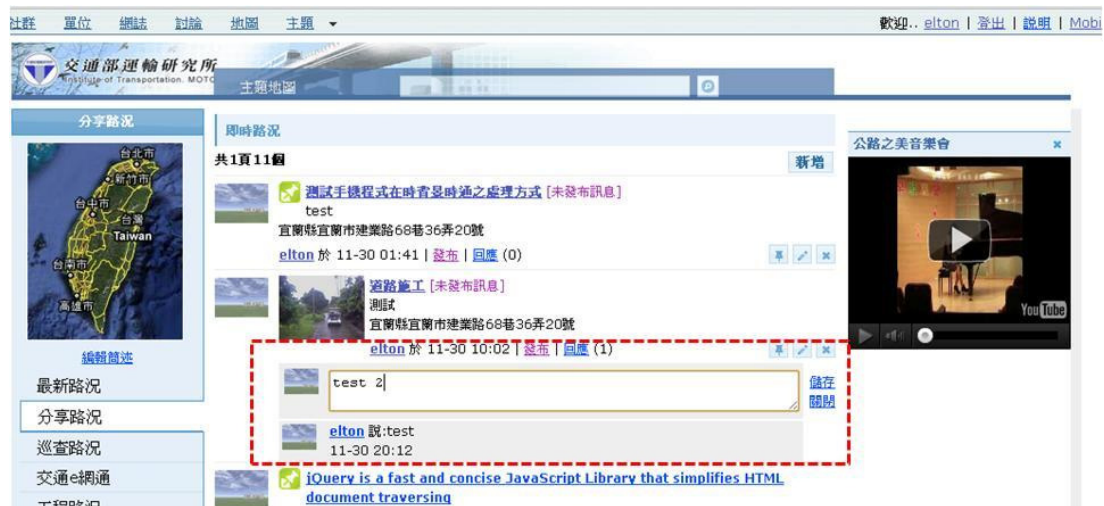 社群 單位 網誌 討論 地圖 主題 ▼
歡迎.. elton | 登出 | 說明 | Mobi
交通部運輸研究所
Institute of Transportation. MOTC
主題地圖
分享路況
台北市
新竹市
台中市
台灣
Taiwan
台南市
高雄市
編輯簡述
最新路況
分享路況
巡查路況
交通e網通
工程路況
即時路況
共1頁11個
新增
測試手機程式在時有景時通之處理方式 [未發布訊息]
test
宜蘭縣宜蘭市建業路68巷36弄20號
elton 於 11-30 01:41 | 發布 | 回應 (0)
道路施工 [未發布訊息]
測試
宜蘭縣宜蘭市建業路68巷36弄20號
elton 於 11-30 10:02 | 發布 | 回應 (1)
test 2
儲存
關閉
elton 說:test
11-30 20:12
jQuery is a fast and concise JavaScript Library that simplifies HTML
document traversing
公路之美音樂會
YouTube